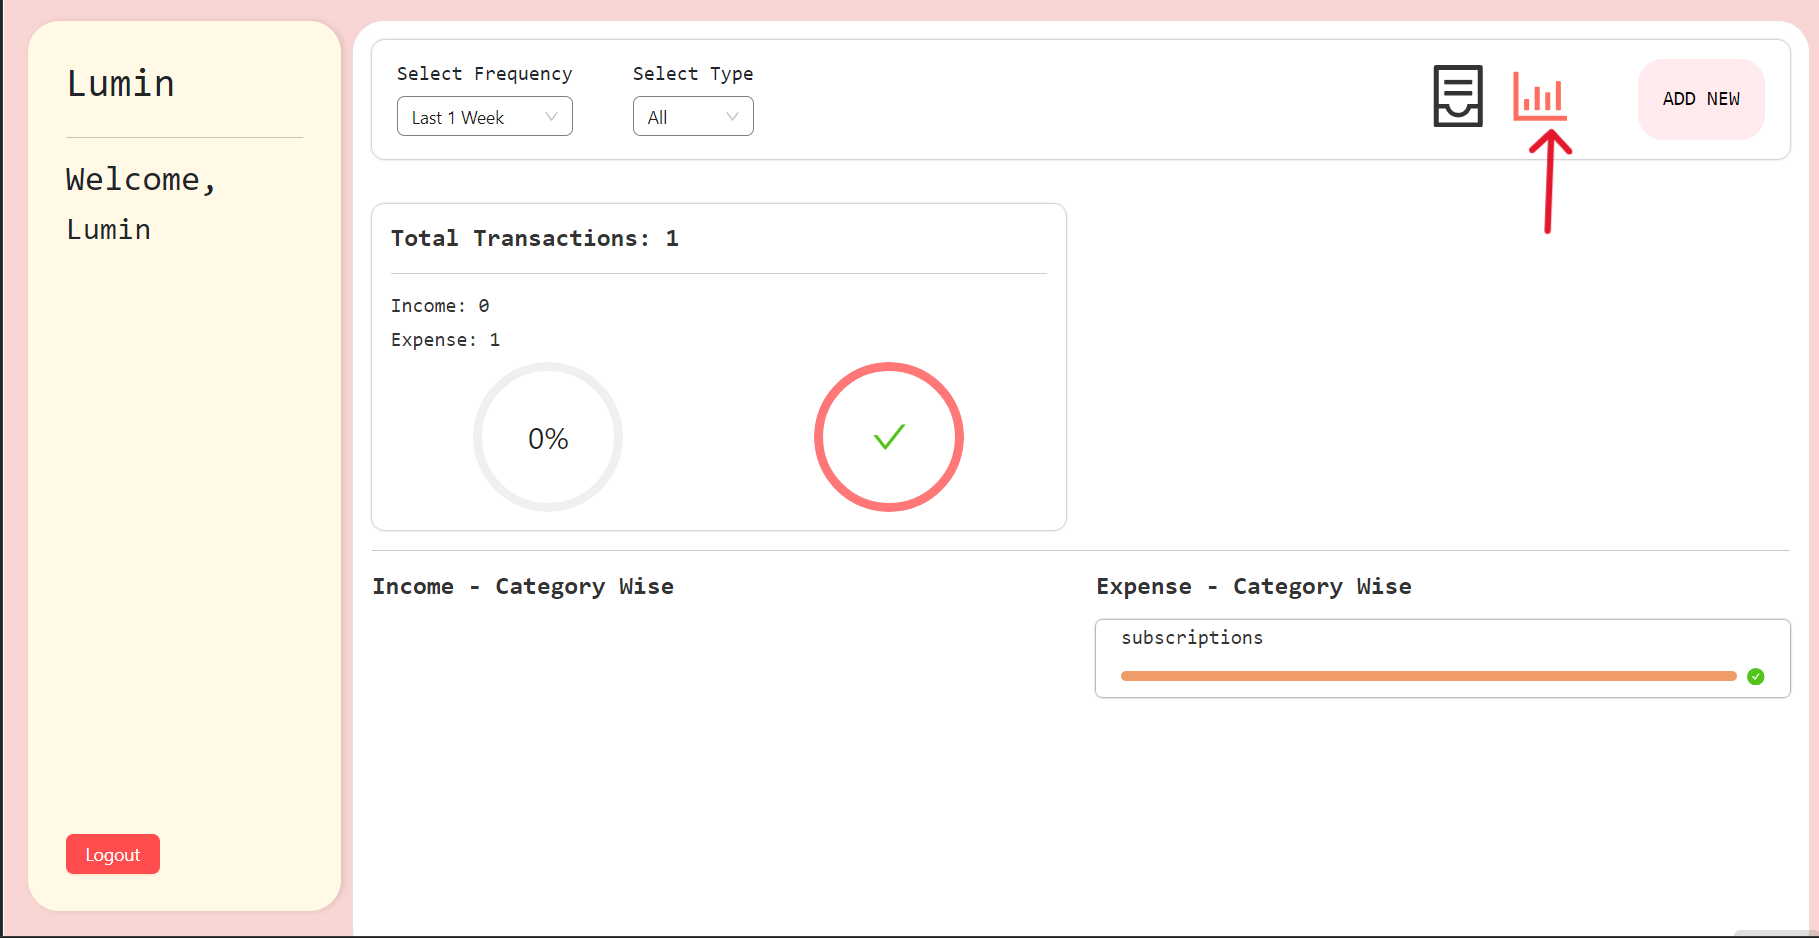 Lumin
Welcome,
Lumin
Logout
Select Frequency
Last 1 Week
Select Type
All
ADD NEW
Total Transactions: 1
Income: 0
Expense: 1
0%
Income - Category Wise
Expense - Category Wise
subscriptions